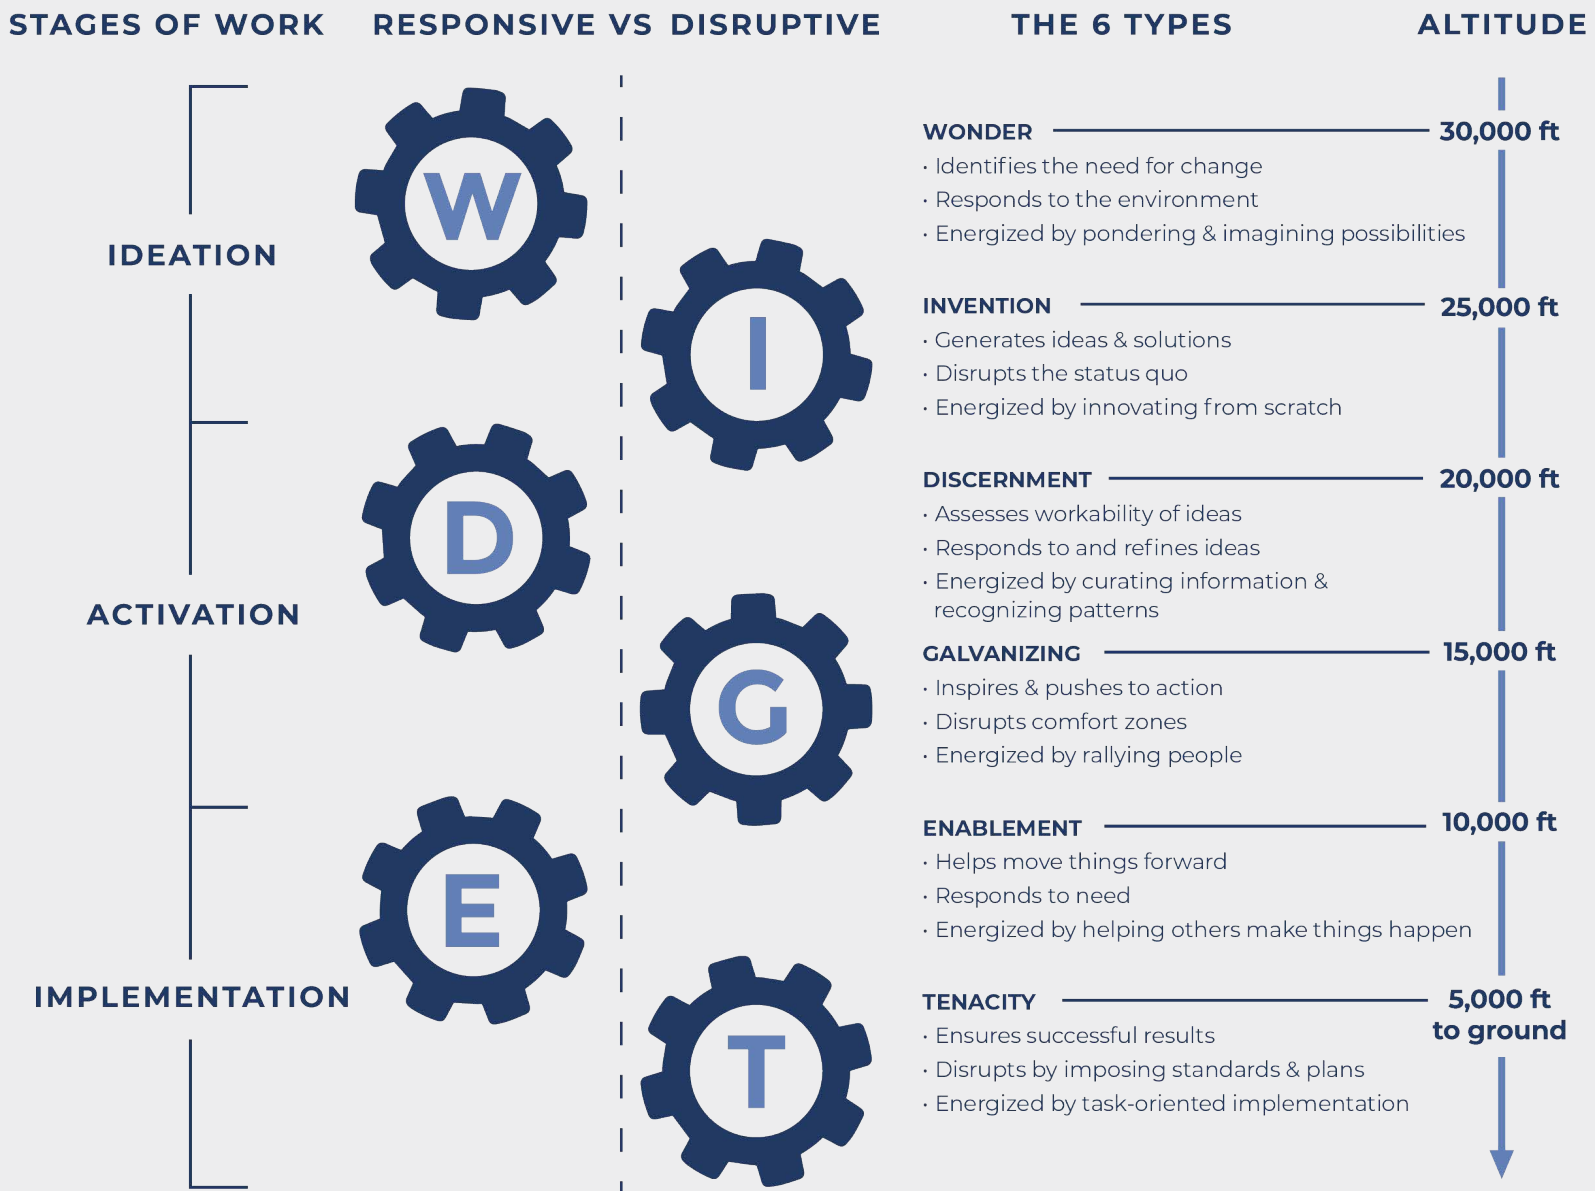 STAGES OF WORK
RESPONSIVE VS DISRUPTIVE
THE 6 TYPES
ALTITUDE
IDEATION
ACTIVATION
IMPLEMENTATION
W
I
D
G
E
T
WONDER
30,000 ft
• Identifies the need for change
• Responds to the environment
• Energized by pondering & imagining possibilities
INVENTION
25,000 ft
• Generates ideas & solutions
• Disrupts the status quo
• Energized by innovating from scratch
DISCERNMENT
20,000 ft
• Assesses workability of ideas
• Responds to and refines ideas
• Energized by curating information &
recognizing patterns
GALVANIZING
15,000 ft
• Inspires & pushes to action
• Disrupts comfort zones
• Energized by rallying people
ENABLEMENT
10,000 ft
• Helps move things forward
• Responds to need
• Energized by helping others make things happen
TENACITY
5,000 ft
to ground
• Ensures successful results
• Disrupts by imposing standards & plans
• Energized by task-oriented implementation